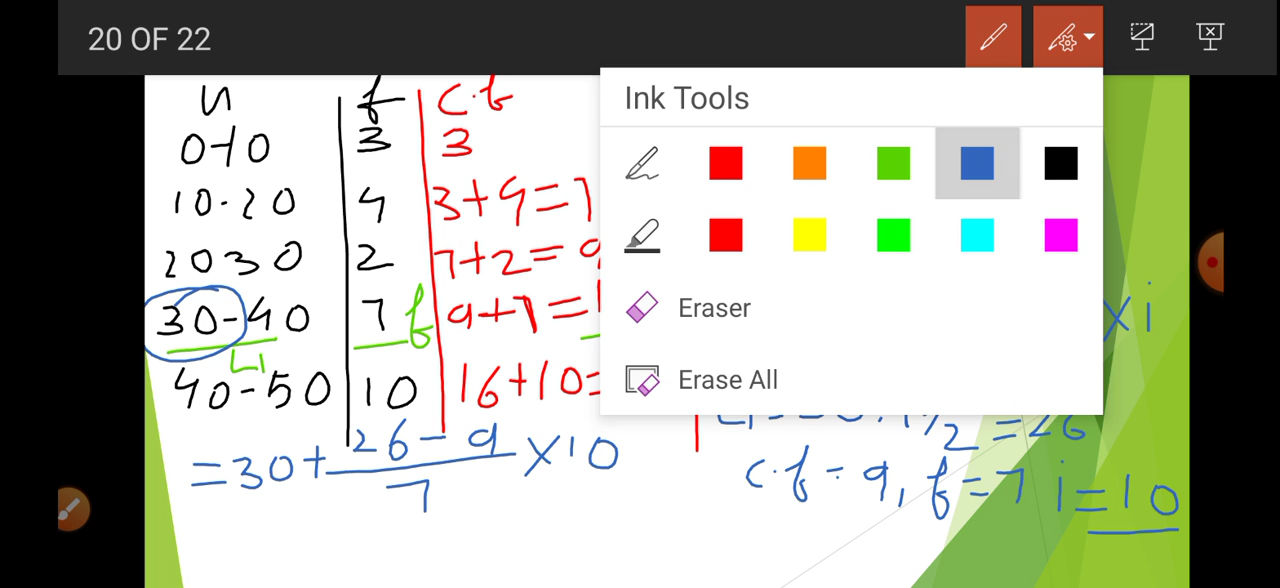 20 OF 22
Ink Tools
Eraser
Erase All
f c.f
0-10 3 3
10-20 4 3+4=7
20 30 2 7+2=9
30-40 7 f 9+7=
L1
40-50 10 16+10=
xi
N/2 =26
=30+ 26-9/7 X10
c.f = 9, f=7 i=10